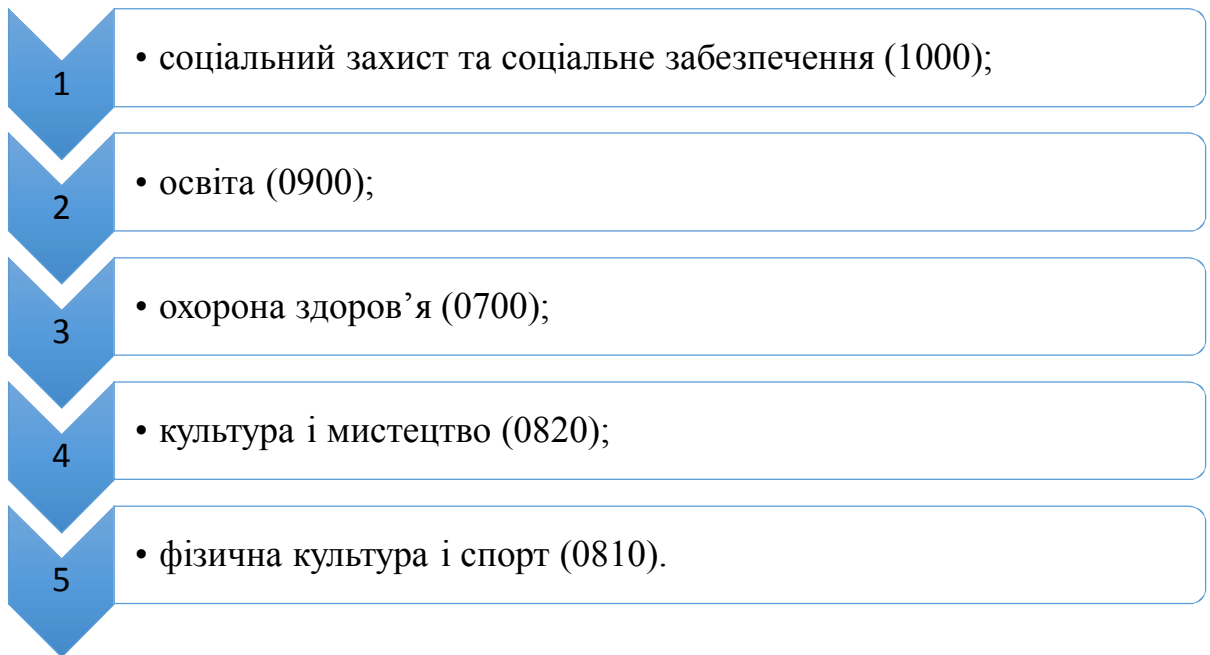 1
• соціальний захист та соціальне забезпечення (1000);
2
• освіта (0900);
3
• охорона здоров’я (0700);
4
• культура і мистецтво (0820);
5
• фізична культура і спорт (0810).